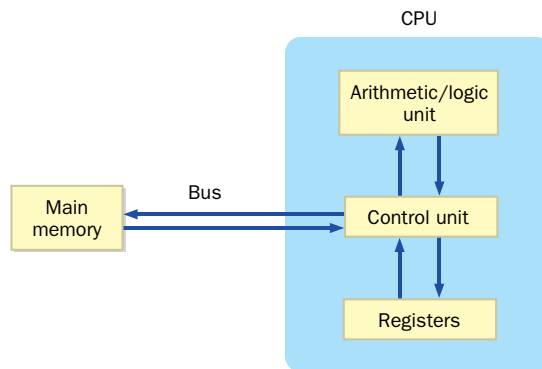 CPU
Arithmetic/logic
unit
Bus
Main
memory
Control unit
Registers